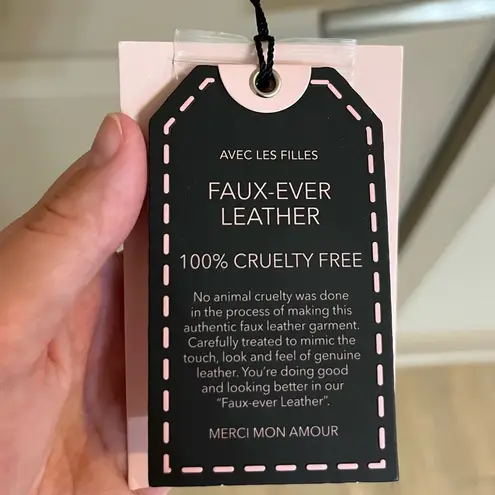 AVEC LES FILLES
FAUX-EVER
LEATHER
100% CRUELTY FREE
No animal cruelty was done
in the process of making this
authentic faux leather garment.
Carefully treated to mimic the
touch, look and feel of genuine
leather. You're doing good
and looking better in our
"Faux-ever Leather".
MERCI MON AMOUR